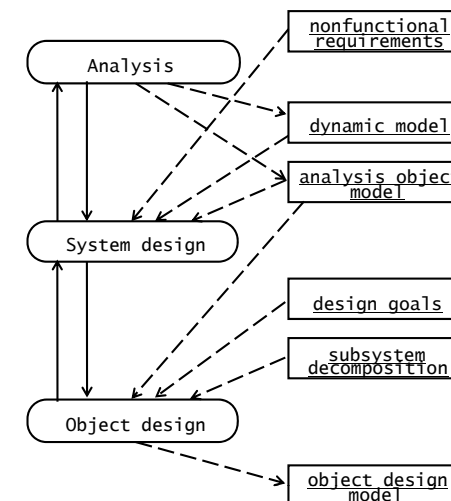 nonfunctional
requirements
Analysis
dynamic model
analysis objec
model
System design
design goals
subsystem
decomposition
Object design
object design
model